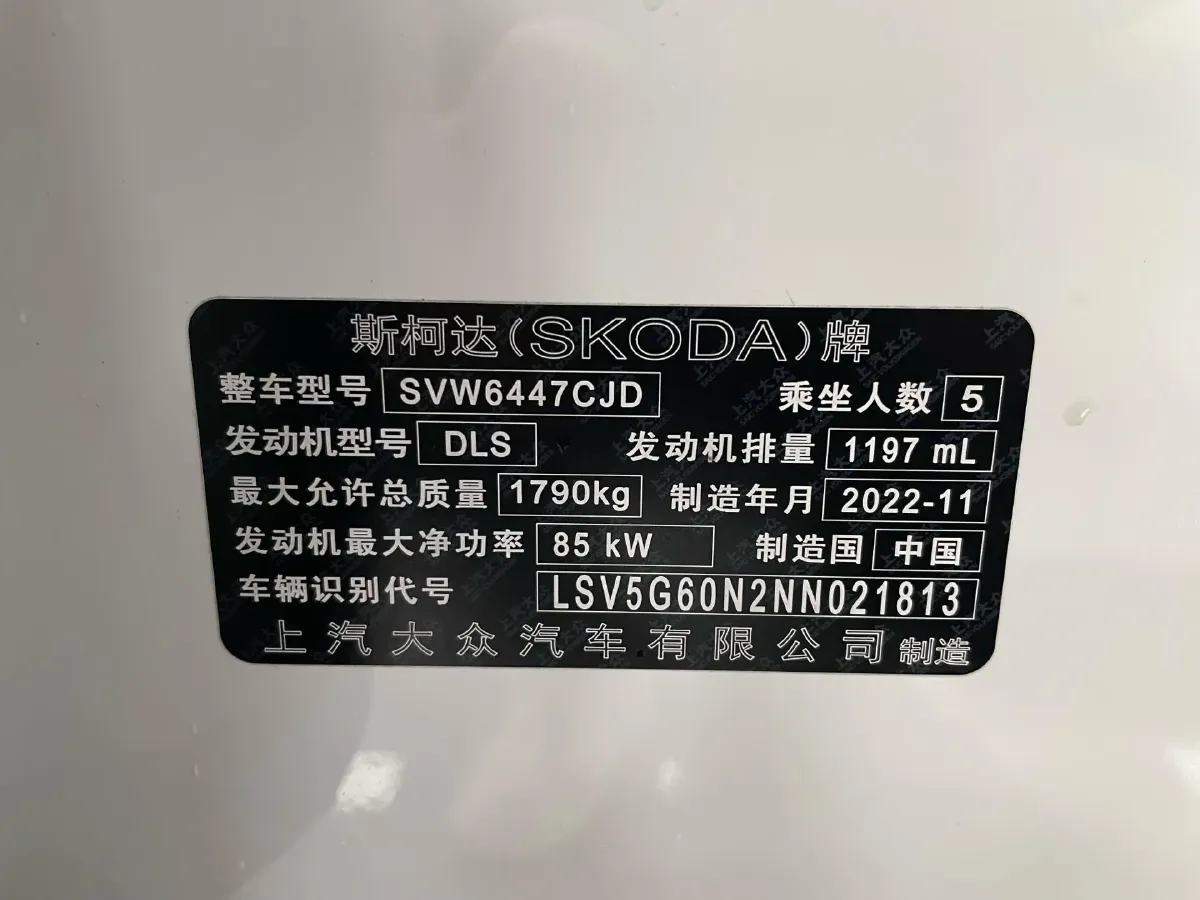 斯柯达(SKODA)牌
整车型号 SVW6447CJD 乘坐人数 5
发动机型号 DLS 发动机排量 1197 mL
最大允许总质量 1790kg 制造年月 2022-11
发动机最大净功率 85 kW 制造国 中国
车辆识别代号 LSV5G60N2NN021813
上汽大众汽车有限公司 制造